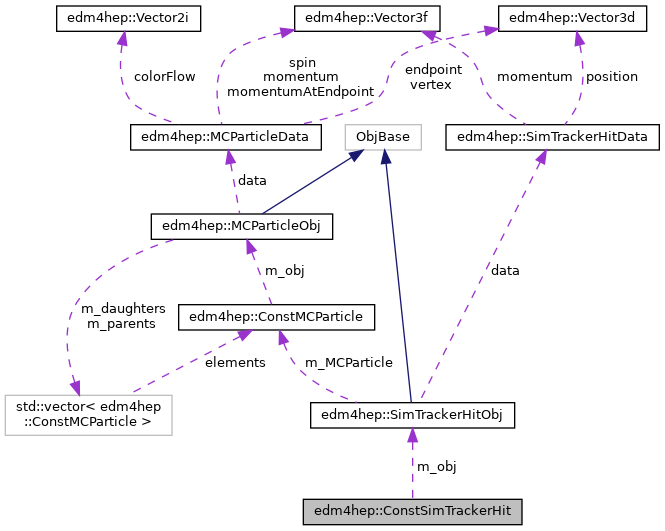 edm4hep::Vector2i
edm4hep::Vector3f
edm4hep::Vector3d
colorFlow
spin
momentum
momentumAtEndpoint
endpoint
vertex
momentum
position
edm4hep::MCParticleData
ObjBase
edm4hep::SimTrackerHitData
data
edm4hep::MCParticleObj
data
m_obj
m_daughters
m_parents
edm4hep::ConstMCParticle
elements
m_MCParticle
std::vector< edm4hep
::ConstMCParticle >
edm4hep::SimTrackerHitObj
m_obj
edm4hep::ConstSimTrackerHit